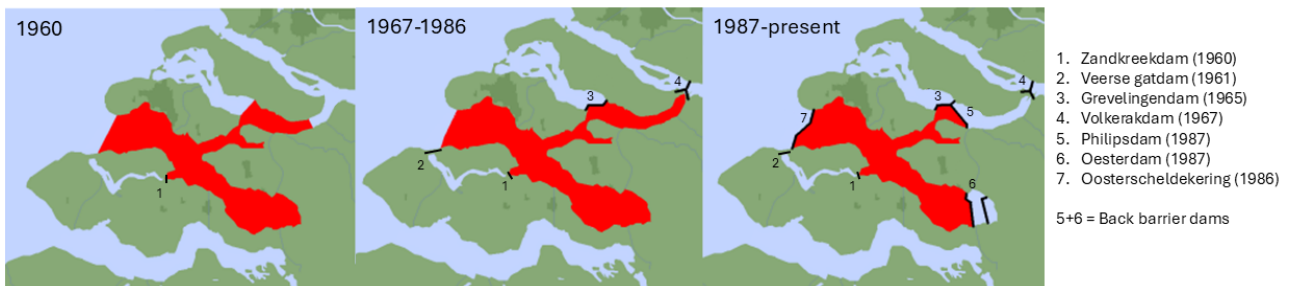 1960
1
1967-1986
1
2
3
4
1987-present
1
2
3
4
5
6
7
1. Zandkreekdam (1960)
2. Veerse gatdam (1961)
3. Grevelingendam (1965)
4. Volkerakdam (1967)
5. Philipsdam (1987)
6. Oesterdam (1987)
7. Oosterscheldekering (1986)
5+6 = Back barrier dams